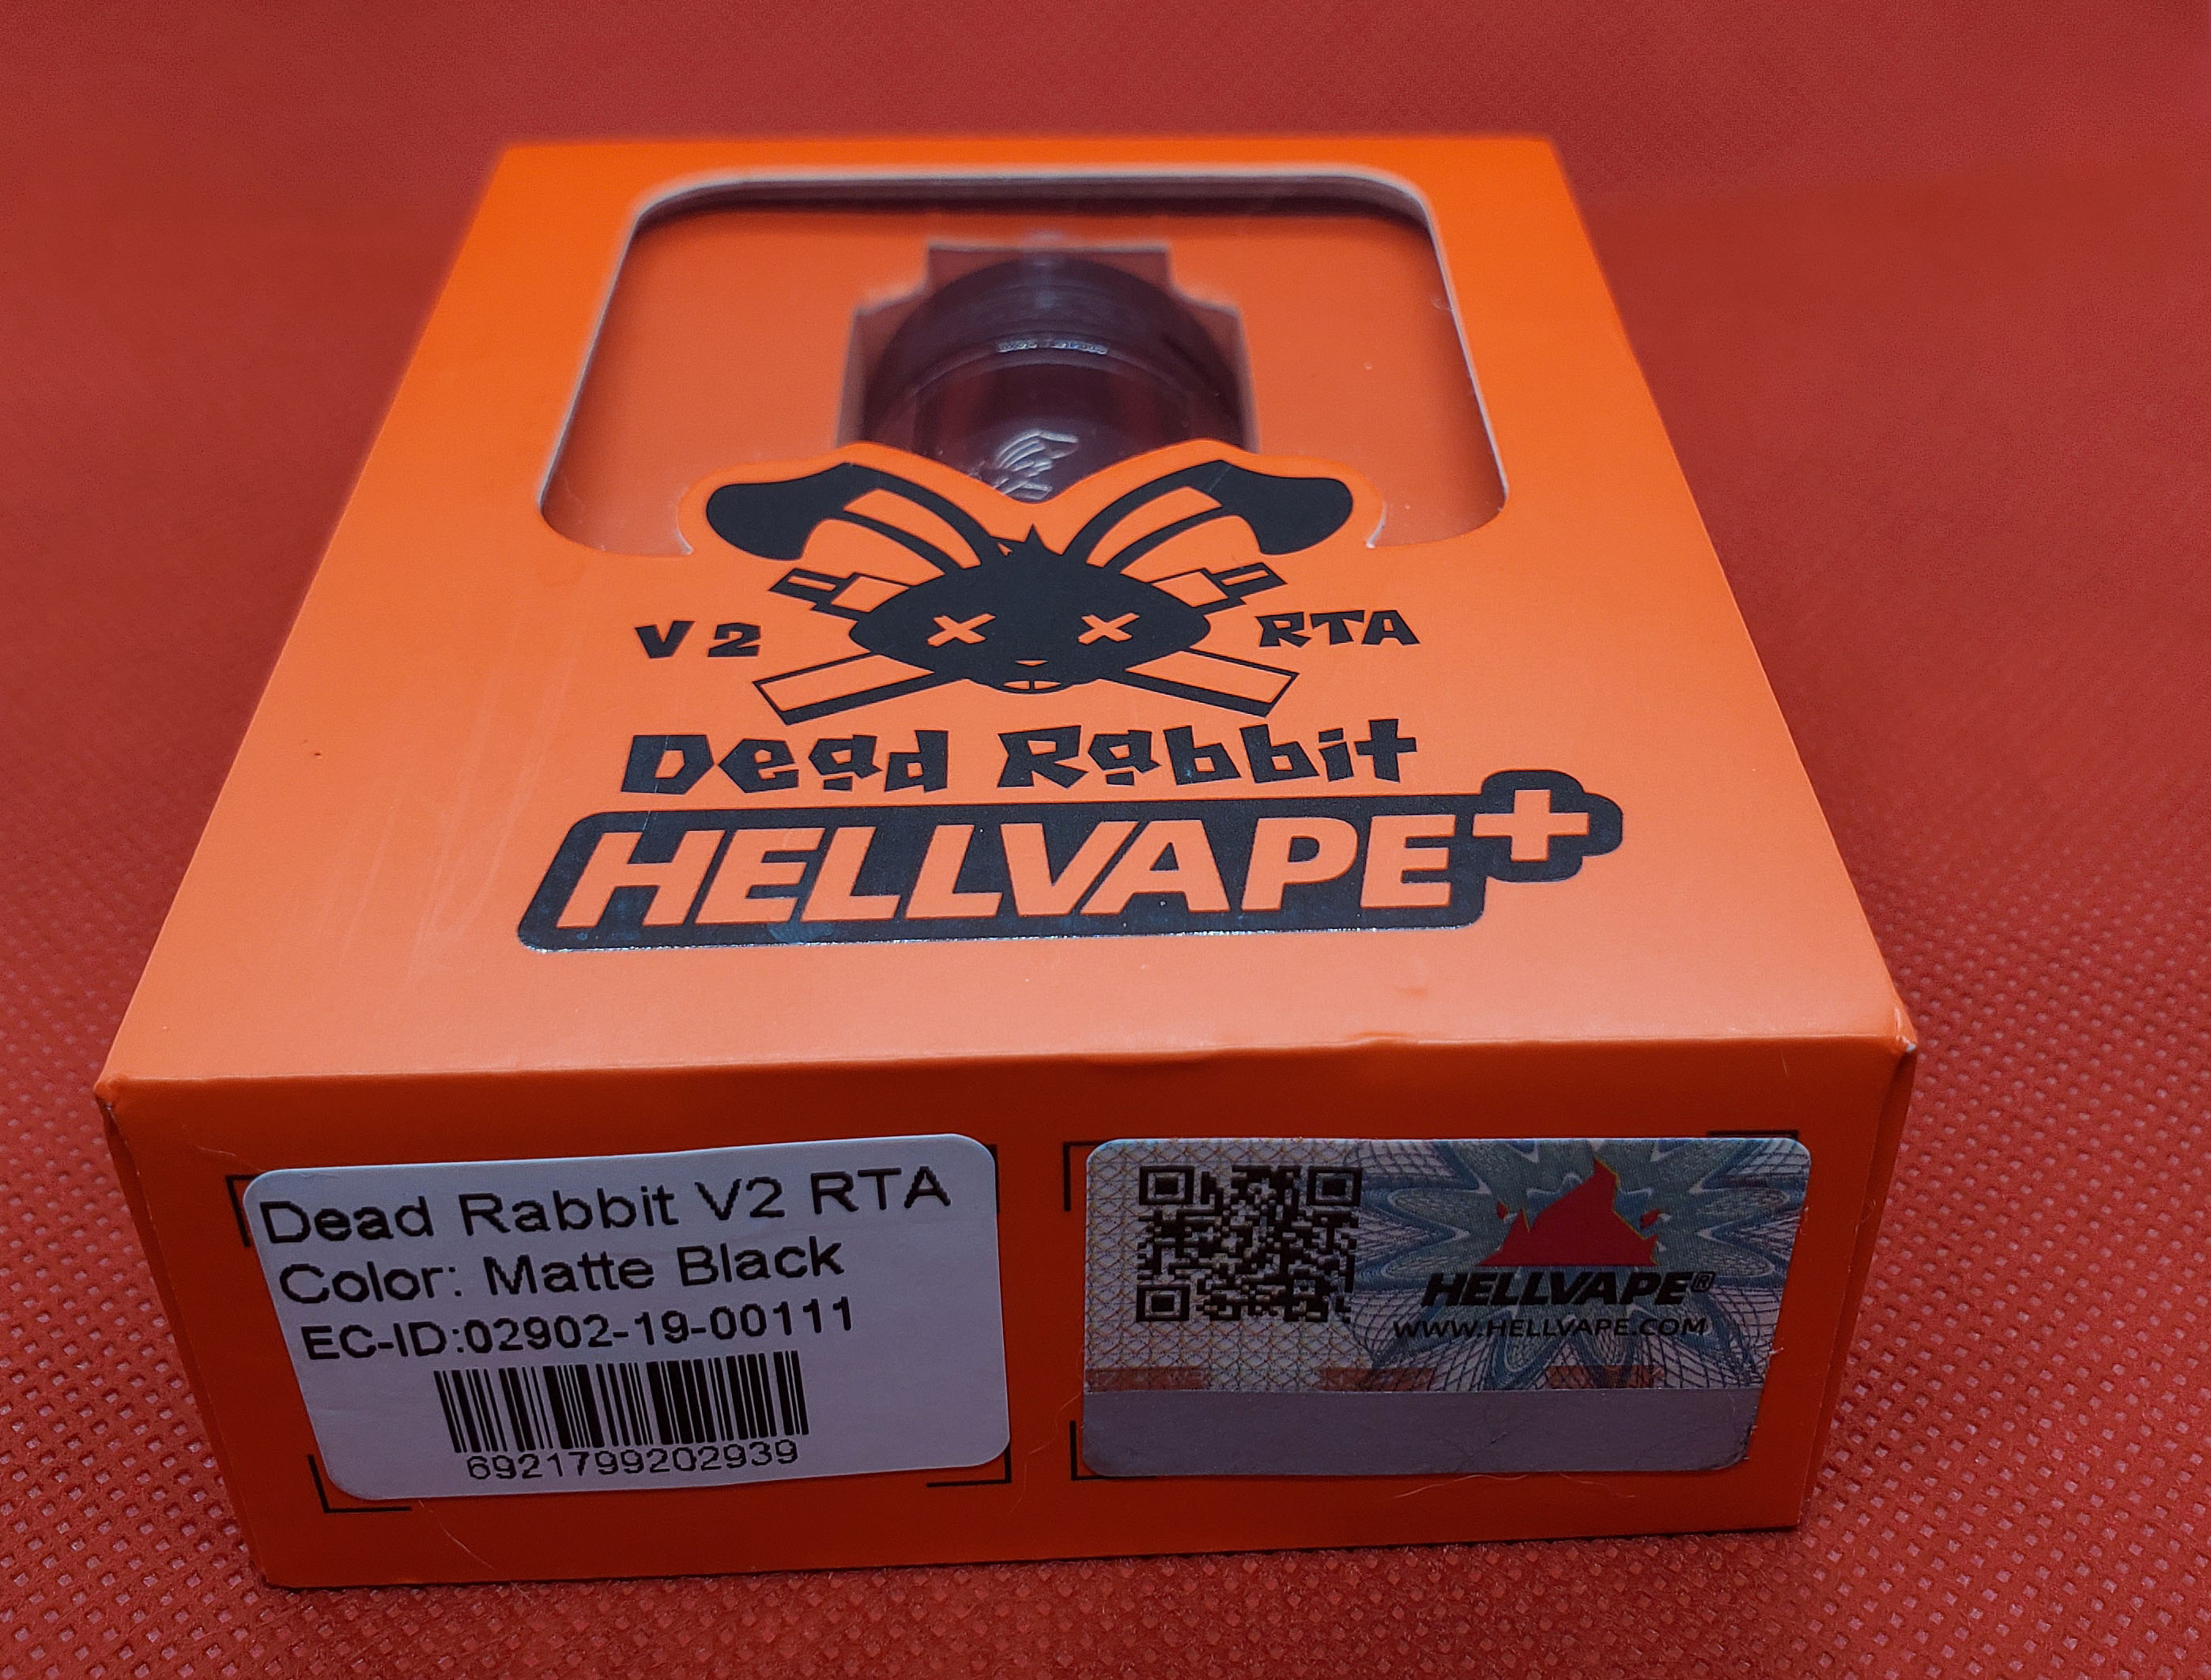 V2 RTA
Dead Rabbit
HELLVAPE+
Dead Rabbit V2 RTA
Color: Matte Black
EC-ID:02902-19-00111
6921799202939
HELLVAPE®
WWW.HELLVAPE.COM